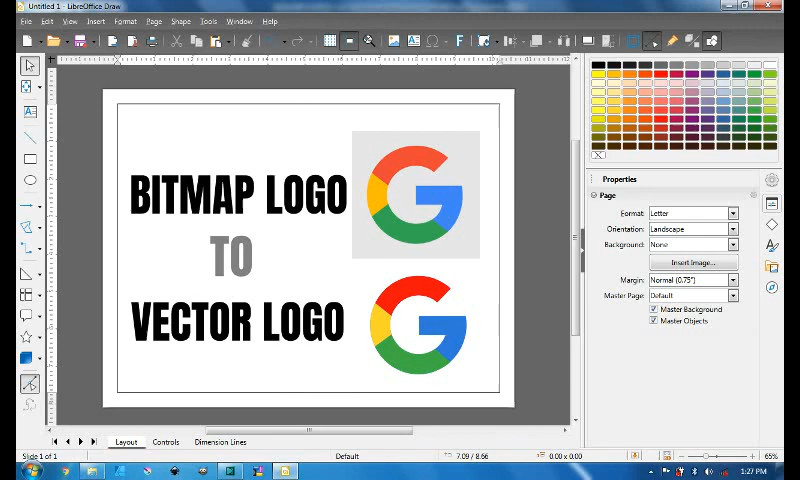 Untitled 1 - LibreOffice Draw
File Edit View Insert Format Page Shape Tools Window Help
BITMAP LOGO
TO
VECTOR LOGO
Properties
Page
Format: Letter
Orientation: Landscape
Background: None
Insert Image...
Margin: Normal (0.75")
Master Page: Default
Master Background
Master Objects
Layout Controls Dimension Lines
Slide 1 of 1 Default 7.09 / 8.66 0.00 x 0.00 65%
1:27 PM